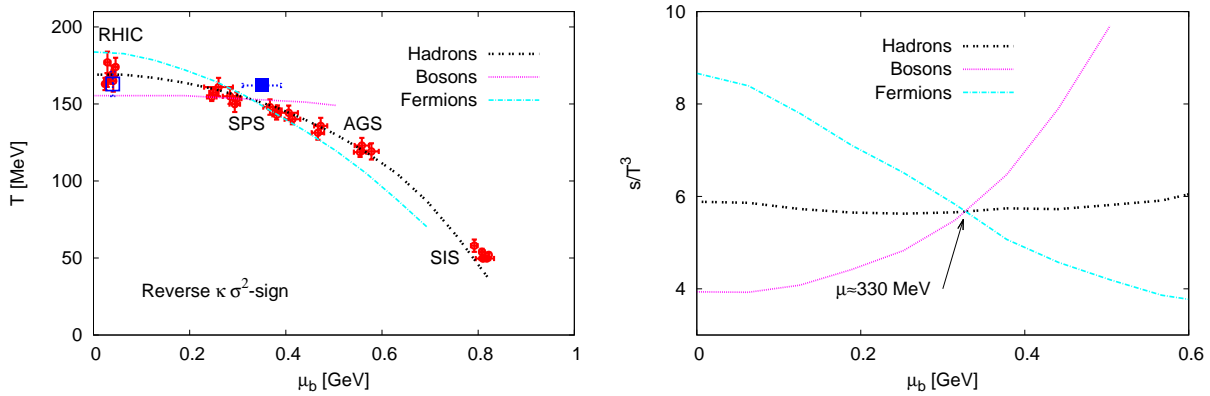 200
150
100
50
0
T [MeV]
RHIC
SPS
AGS
SIS
Hadrons
Bosons
Fermions
Reverse κ σ²-sign
0 0.2 0.4 0.6 0.8 1
μb [GeV]
10
8
6
4
s/T³
Hadrons
Bosons
Fermions
μ≈330 MeV
0 0.2 0.4 0.6
μb [GeV]